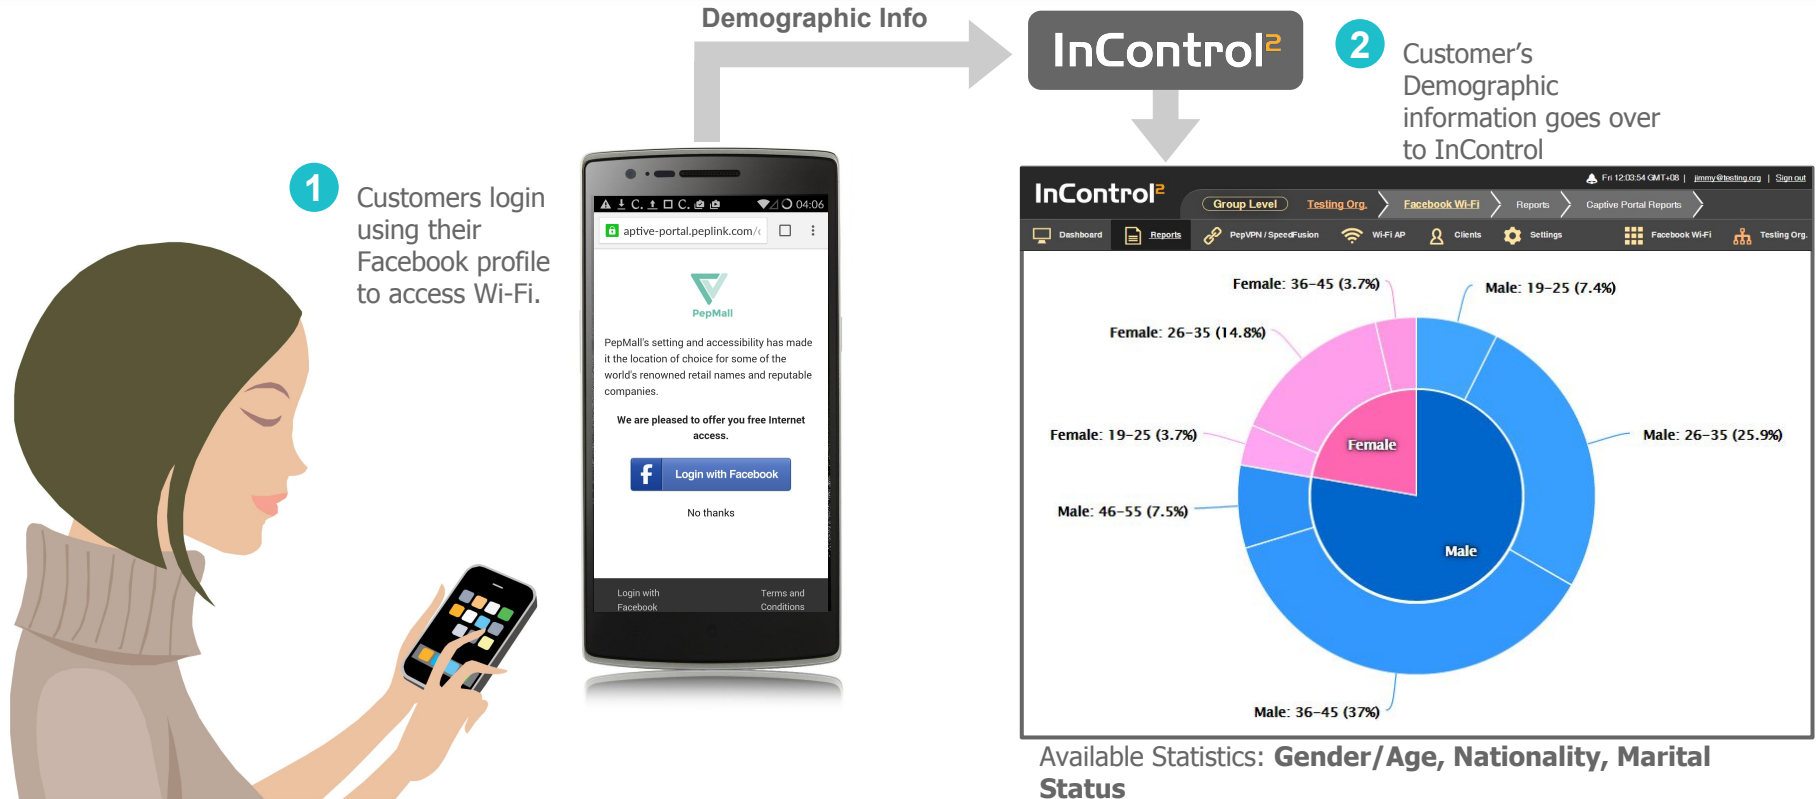 Demographic Info
InControl2
2
Customer's
Demographic
information goes over
to InControl
1
Customers login
using their
Facebook profile
to access Wi-Fi.
C. C. 04:06
aptive-portal.peplink.com/
PepMall
PepMall's setting and accessibility has made
it the location of choice for some of the
world's renowned retail names and reputable
companies.
We are pleased to offer you free Internet
access.
f Login with Facebook
No thanks
Login with
Facebook
Terms and
Conditions
Fri 12:03:54 GMT+08 | jimmy@testing.org | Sign out
InControl2
Group Level Testing Org. Facebook Wi-Fi Reports Captive Portal Reports
Dashboard Reports PepVPN / SpeedFusion Wi-Fi AP Clients Settings Facebook Wi-Fi Testing Org.
Female: 36-45 (3.7%)
Male: 19-25 (7.4%)
Female: 26-35 (14.8%)
Female: 19-25 (3.7%)
Male: 26-35 (25.9%)
Female
Male: 46-55 (7.5%)
Male
Male: 36-45 (37%)
Available Statistics: Gender/Age, Nationality, Marital
Status